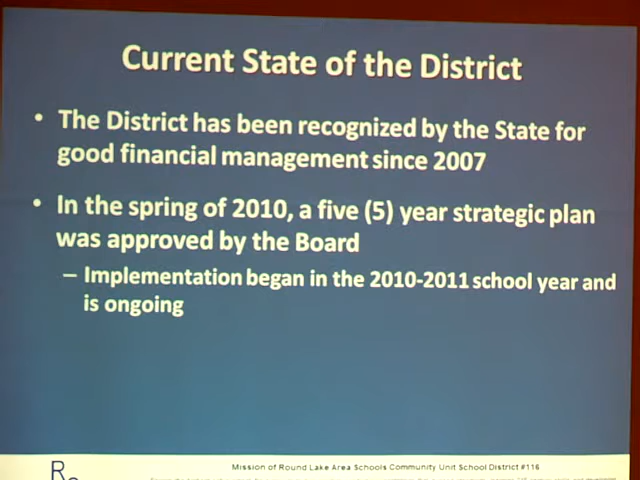 Current State of the District
• The District has been recognized by the State for
good financial management since 2007
• In the spring of 2010, a five (5) year strategic plan
was approved by the Board
– Implementation began in the 2010-2011 school year and
is ongoing
Mission of Round Lake Area Schools Community Unit School District #116
R